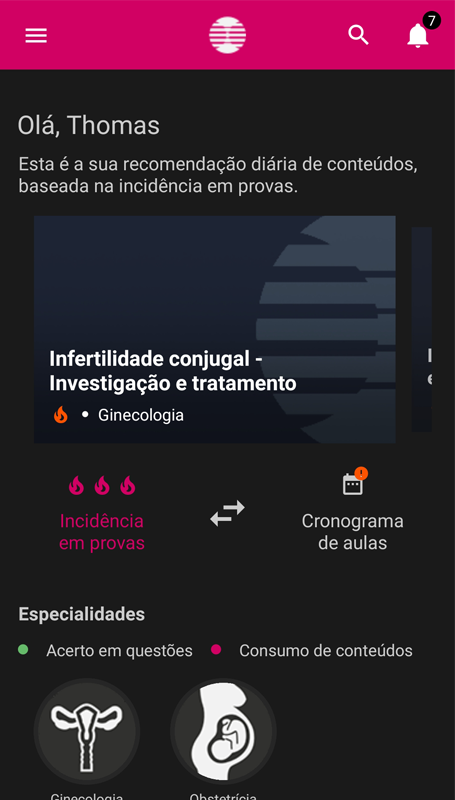 7
Olá, Thomas
Esta é a sua recomendação diária de conteúdos,
baseada na incidência em provas.
Infertilidade conjugal -
Investigação e tratamento
• Ginecologia
Incidência
em provas
Cronograma
de aulas
Especialidades
Acerto em questões
Consumo de conteúdos
Ginecologia
Obstetrícia